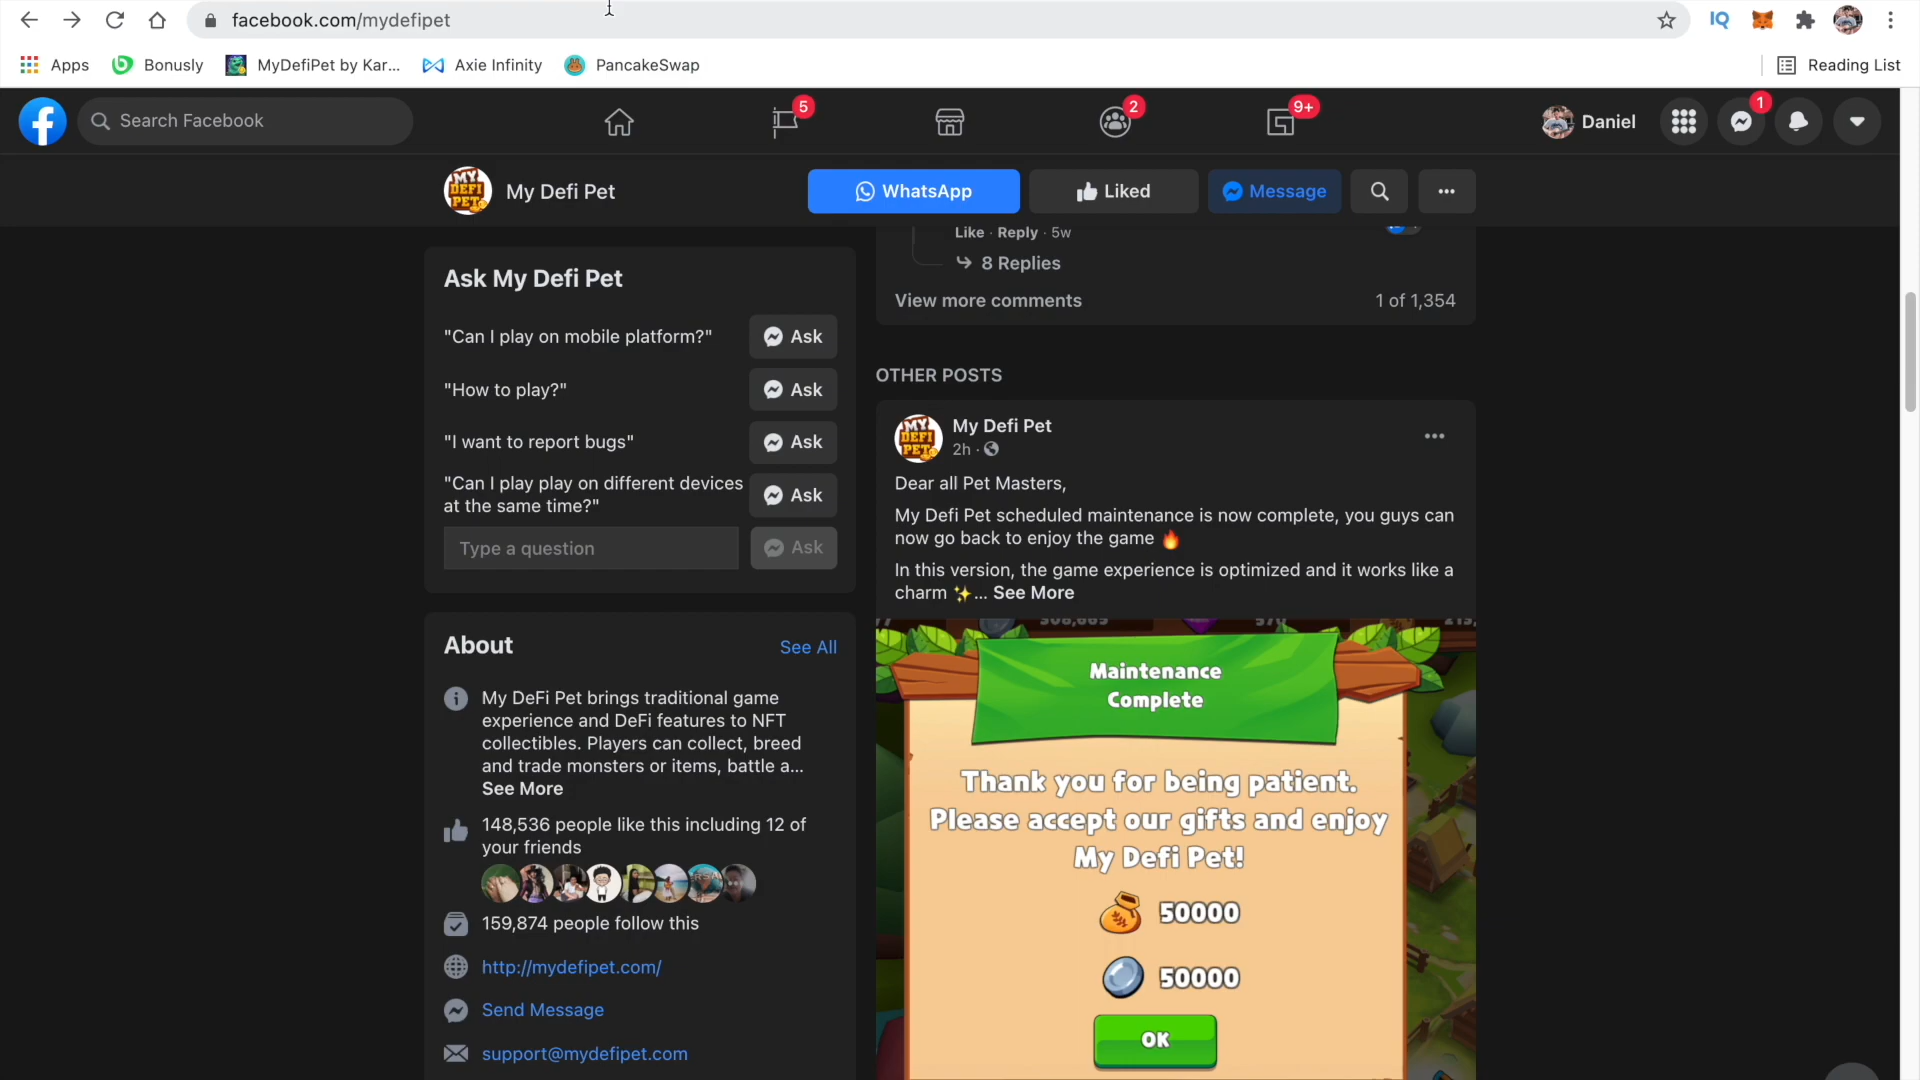 facebook.com/mydefipet
IQ
Apps
Bonusly
MyDefiPet by Kar...
Axie Infinity
PancakeSwap
Reading List
Search Facebook
5
2
9+
Daniel
1
MY DEFI PET
My Defi Pet
WhatsApp
Liked
Message
Ask My Defi Pet
"Can I play on mobile platform?"
Ask
"How to play?"
Ask
"I want to report bugs"
Ask
"Can I play play on different devices
at the same time?"
Ask
Type a question
Ask
About
See All
My DeFi Pet brings traditional game
experience and DeFi features to NFT
collectibles. Players can collect, breed
and trade monsters or items, battle a...
See More
148,536 people like this including 12 of
your friends
159,874 people follow this
http://mydefipet.com/
Send Message
support@mydefipet.com
Like · Reply · 5w
8 Replies
View more comments
1 of 1,354
OTHER POSTS
MY DEFI PET
My Defi Pet
2h ·
Dear all Pet Masters,
My Defi Pet scheduled maintenance is now complete, you guys can
now go back to enjoy the game 🔥
In this version, the game experience is optimized and it works like a
charm ✨... See More
Maintenance
Complete
Thank you for being patient.
Please accept our gifts and enjoy
My Defi Pet!
50000
50000
OK